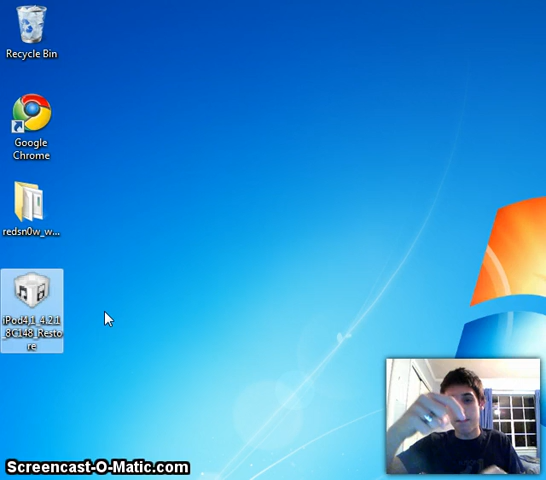 Recycle Bin
Google
Chrome
redsn0w_w...
iPod4,1_4.2.1
_8C148_Resto
re
Screencast-O-Matic.com